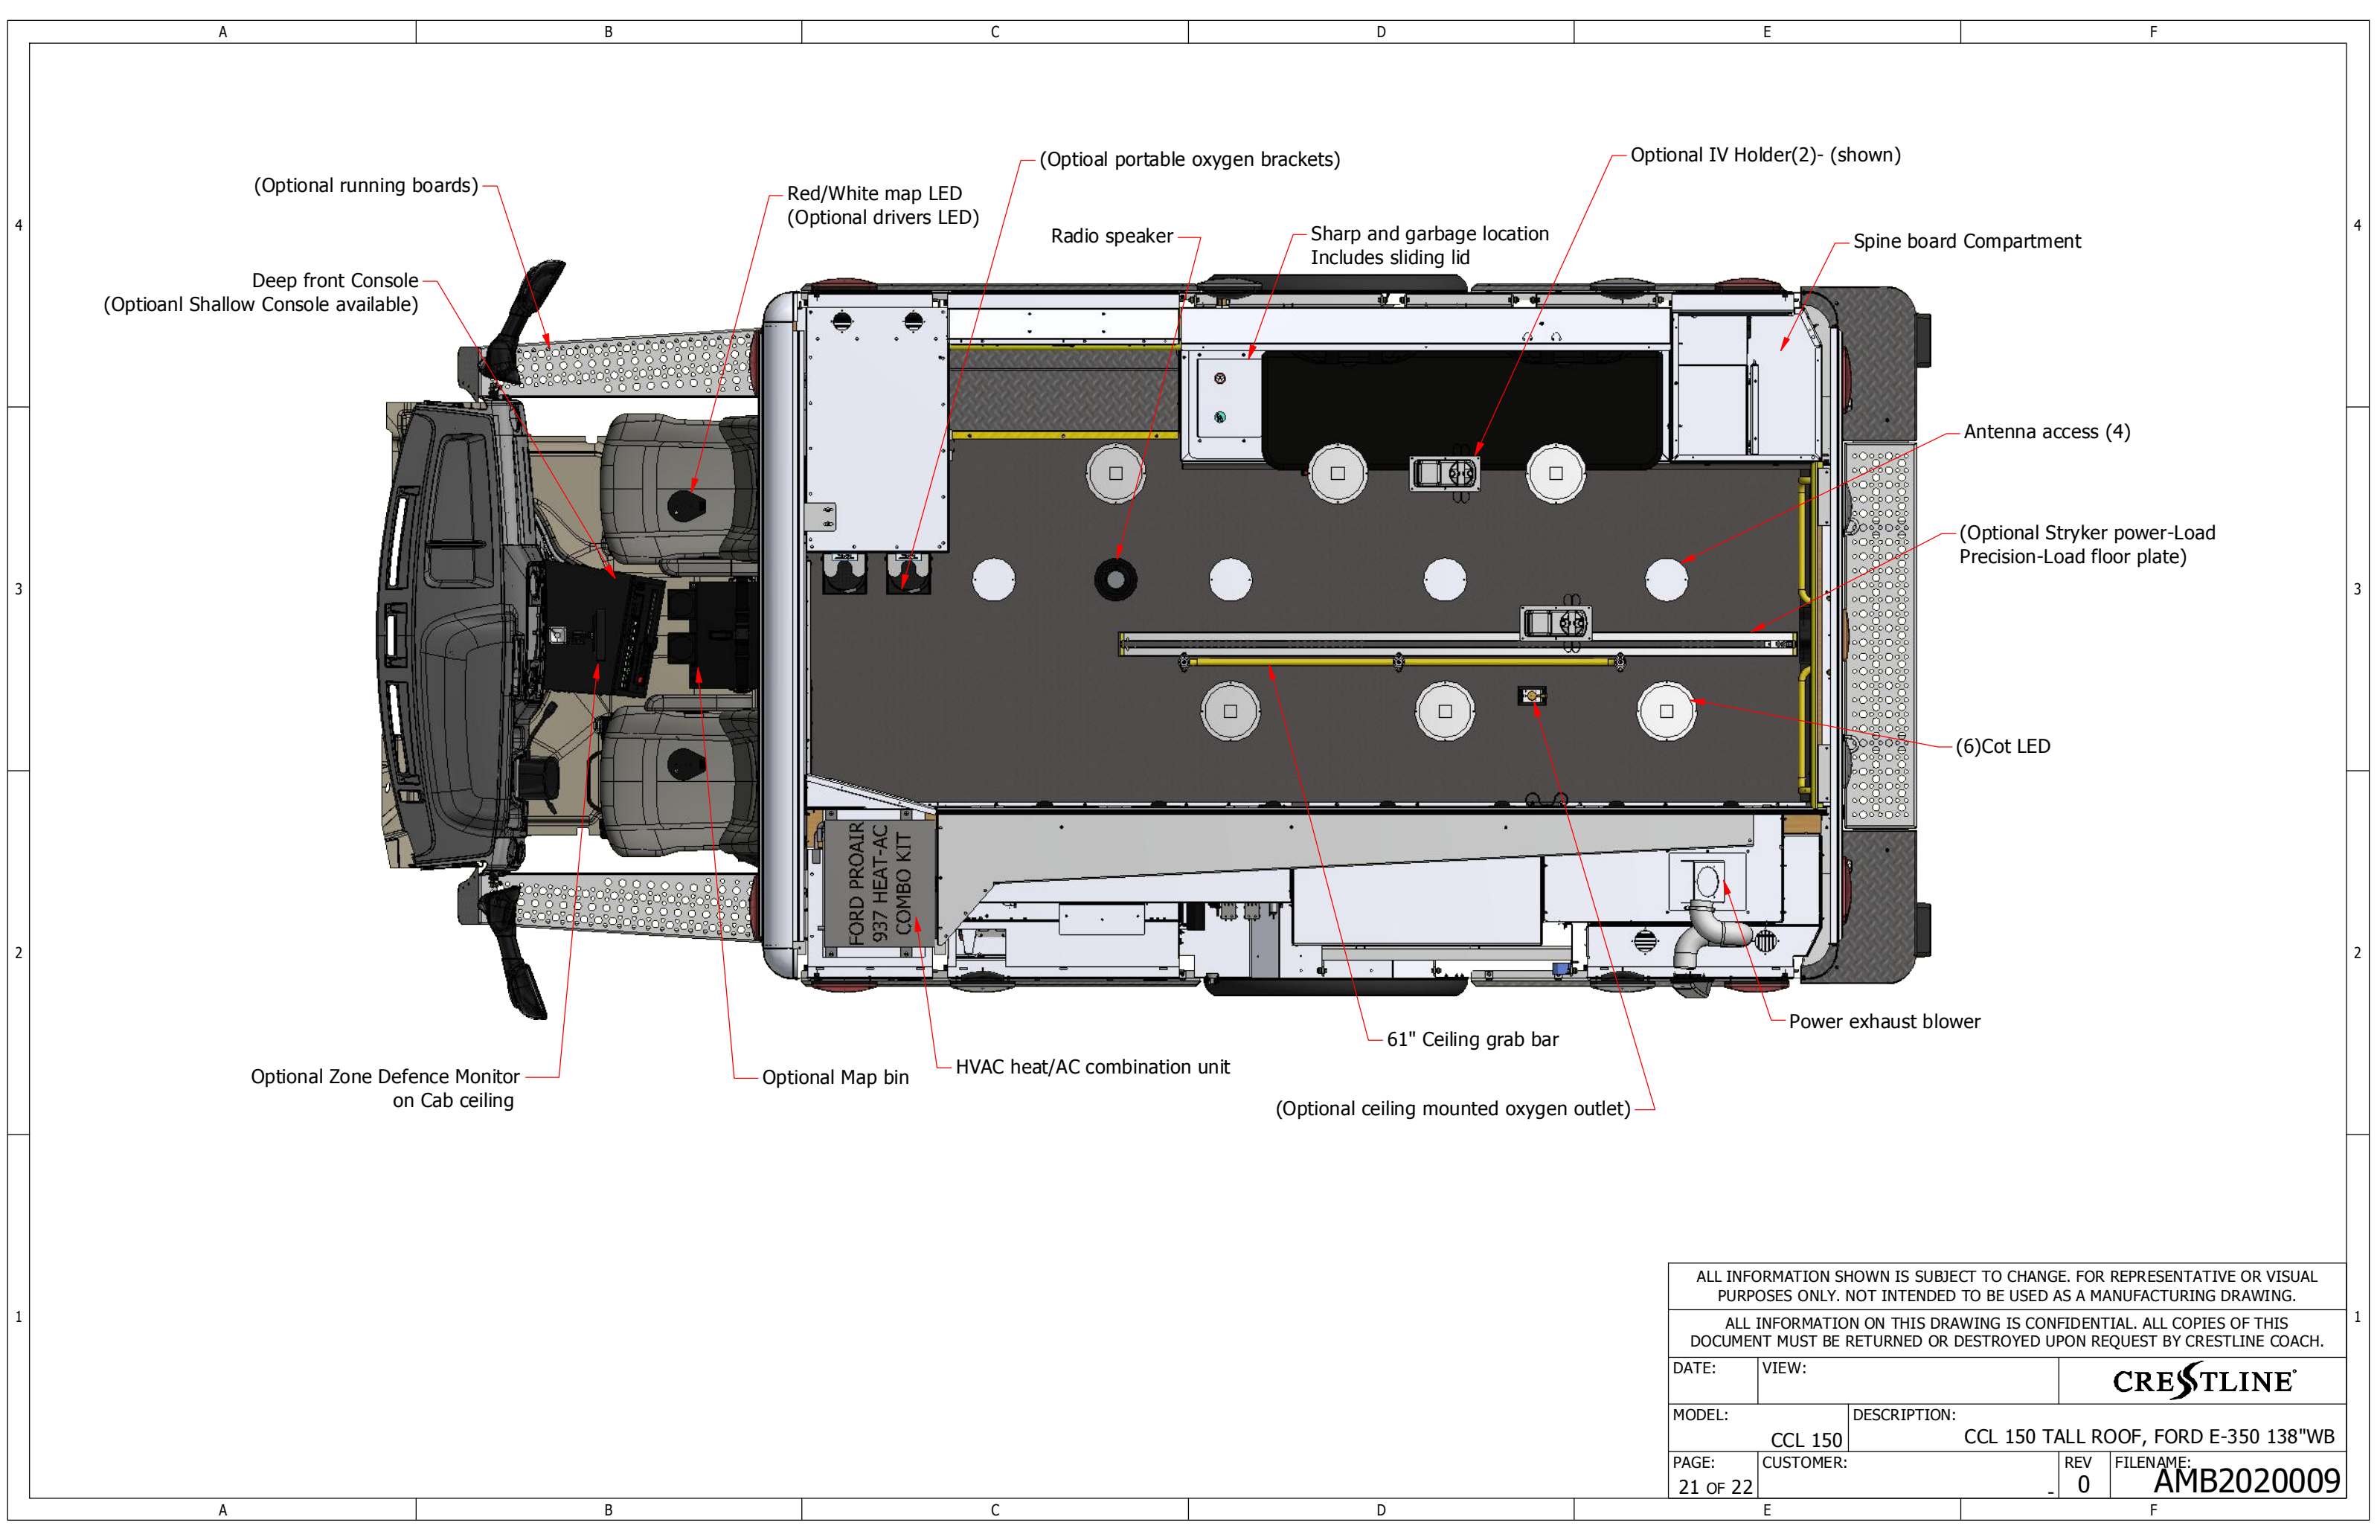 A B C D E F
(Optioal portable oxygen brackets)
Optional IV Holder(2)- (shown)
(Optional running boards)
Red/White map LED
(Optional drivers LED)
4
4
Radio speaker
Sharp and garbage location
Includes sliding lid
Spine board Compartment
Deep front Console
(Optioanl Shallow Console available)
Antenna access (4)
(Optional Stryker power-Load
Precision-Load floor plate)
3
3
(6)Cot LED
FORD PROAIR
937 HEAT-AC
COMBO KIT
2
2
Power exhaust blower
61" Ceiling grab bar
HVAC heat/AC combination unit
Optional Zone Defence Monitor
on Cab ceiling
Optional Map bin
(Optional ceiling mounted oxygen outlet)
1
1
ALL INFORMATION SHOWN IS SUBJECT TO CHANGE. FOR REPRESENTATIVE OR VISUAL
PURPOSES ONLY. NOT INTENDED TO BE USED AS A MANUFACTURING DRAWING.
ALL INFORMATION ON THIS DRAWING IS CONFIDENTIAL. ALL COPIES OF THIS
DOCUMENT MUST BE RETURNED OR DESTROYED UPON REQUEST BY CRESTLINE COACH.
DATE:
VIEW:
CRESTLINE®
MODEL:
CCL 150
DESCRIPTION:
CCL 150 TALL ROOF, FORD E-350 138"WB
PAGE:
21 OF 22
CUSTOMER:
-
REV
0
FILENAME:
AMB2020009
A B C D E F